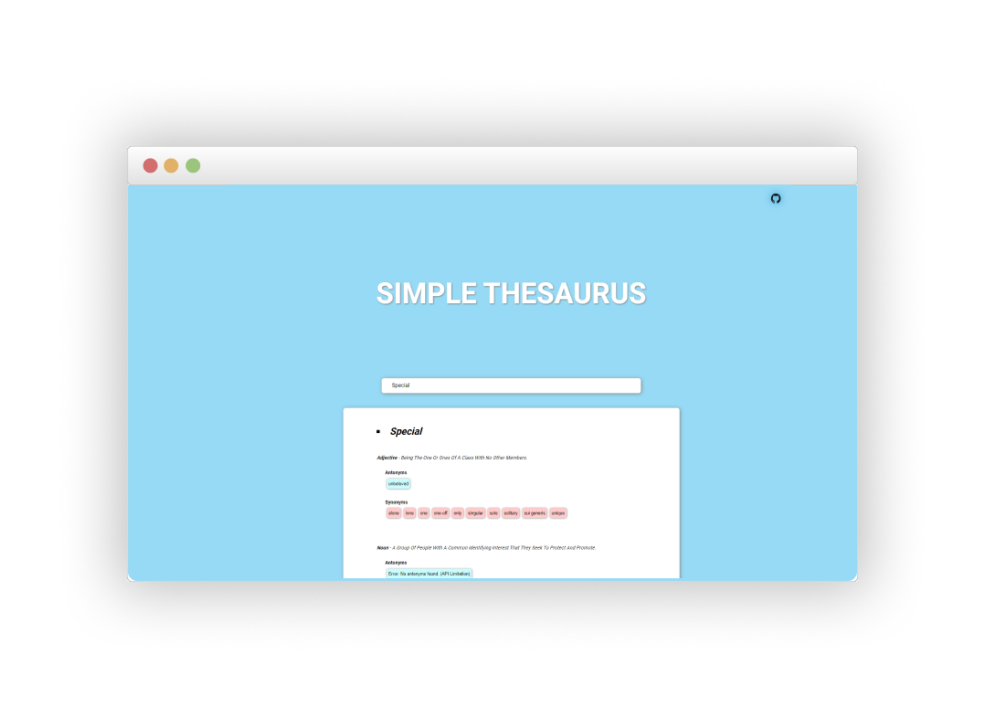 SIMPLE THESAURUS
Special
Special
Adjective - Being The One Or Ones Of A Class With No Other Members.
Antonyms
unbeloved
Synonyms
alone lone one one-off only singular sole solitary sui generis unique
Noun - A Group Of People With A Common Identifying Interest That They Seek To Protect And Promote.
Antonyms
Error: No antonyms found. (API Limitation)